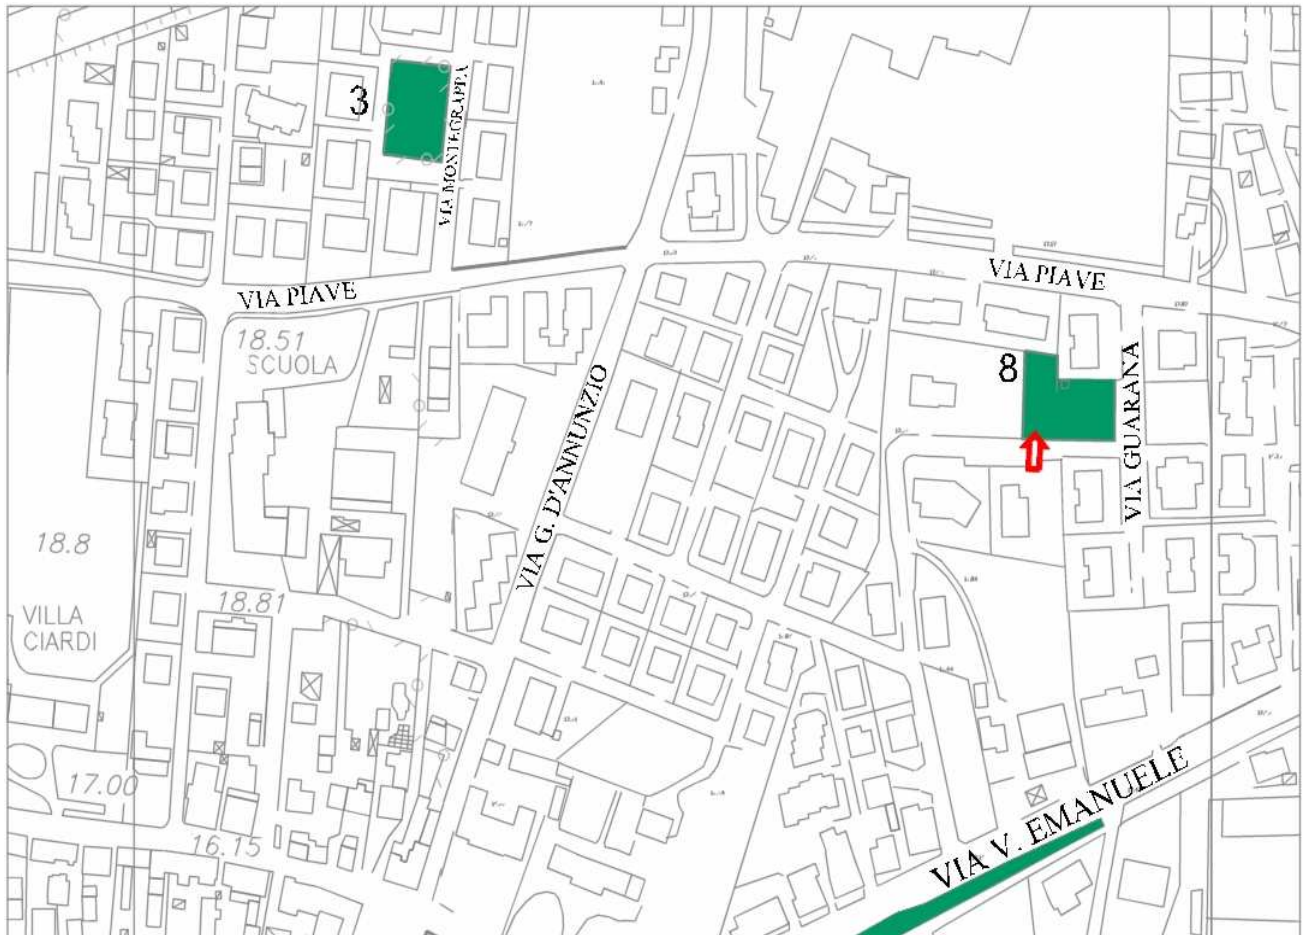 3
VIA MONTEGRAPPA
VIA PIAVE
VIA PIAVE
18.51
SCUOLA
8
VIA GUARANA
VIA G. D'ANNUNZIO
18.8
18.81
VILLA
CIARDI
17.00
16.15
VIA V. EMANUELE